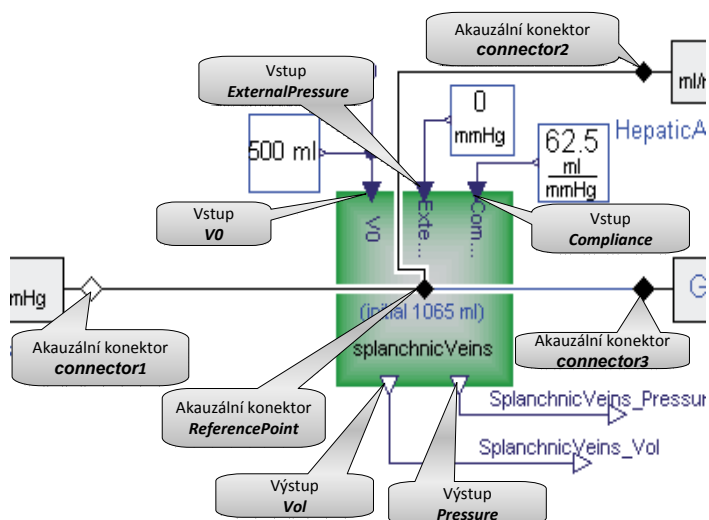 Akauzální konektor
connector2
ml/
Vstup
ExternalPressure
0
mmHg
HepaticA
500 ml
62.5
ml
mmHg
Vstup
V0
V0
Exte...
Com...
Vstup
Compliance
mHg
G
(initial 1065 ml)
splanchnicVeins
Akauzální konektor
connector1
Akauzální konektor
connector3
Akauzální konektor
ReferencePoint
SplanchnicVeins_Pressur
SplanchnicVeins_Vol
Výstup
Vol
Výstup
Pressure